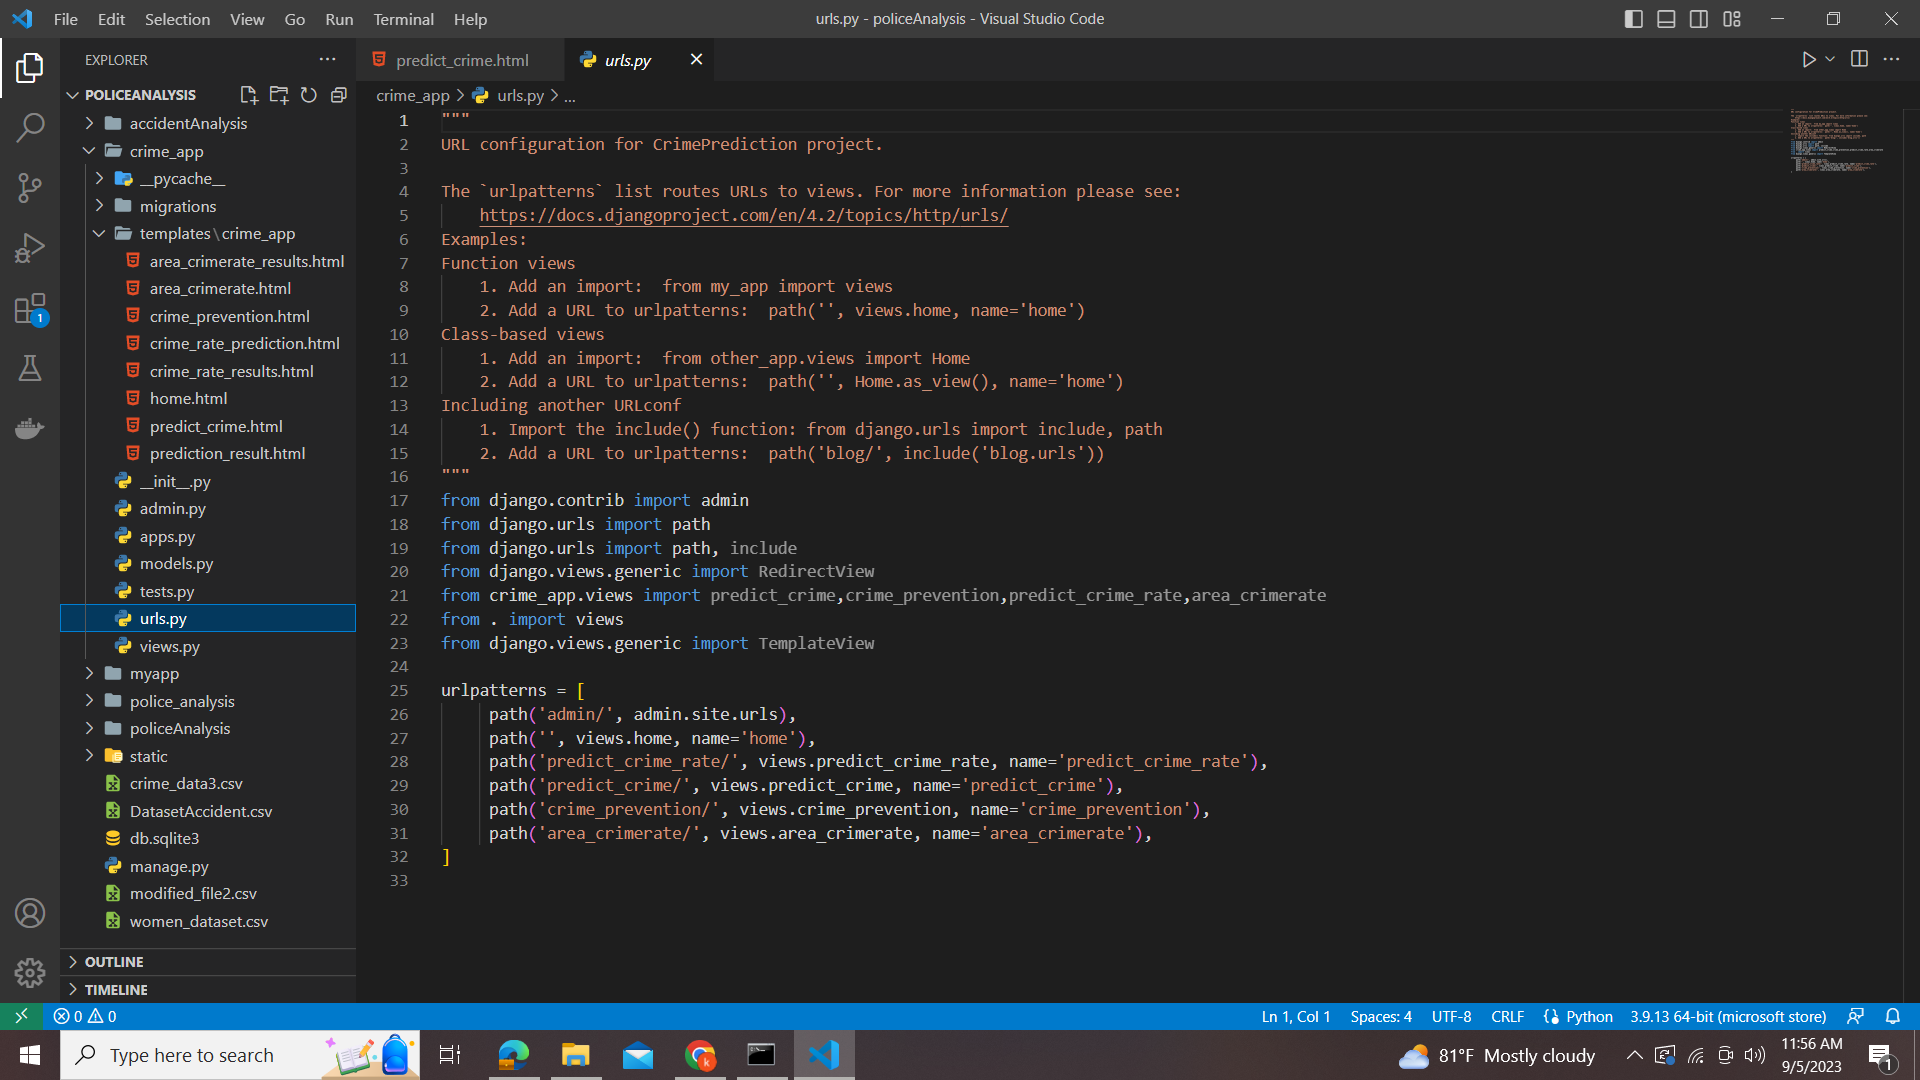 File Edit Selection View Go Run Terminal Help
urls.py - policeAnalysis - Visual Studio Code
EXPLORER
POLICEANALYSIS
accidentAnalysis
crime_app
__pycache__
migrations
templates\crime_app
area_crimerate_results.html
area_crimerate.html
crime_prevention.html
crime_rate_prediction.html
crime_rate_results.html
home.html
predict_crime.html
prediction_result.html
__init__.py
admin.py
apps.py
models.py
tests.py
urls.py
views.py
myapp
police_analysis
policeAnalysis
static
crime_data3.csv
DatasetAccident.csv
db.sqlite3
manage.py
modified_file2.csv
women_dataset.csv
OUTLINE
TIMELINE
1
predict_crime.html urls.py
crime_app > urls.py > ...
1 """
2 URL configuration for CrimePrediction project.
3
4 The `urlpatterns` list routes URLs to views. For more information please see:
5 https://docs.djangoproject.com/en/4.2/topics/http/urls/
6 Examples:
7 Function views
8 1. Add an import:  from my_app import views
9 2. Add a URL to urlpatterns:  path('', views.home, name='home')
10 Class-based views
11 1. Add an import:  from other_app.views import Home
12 2. Add a URL to urlpatterns:  path('', Home.as_view(), name='home')
13 Including another URLconf
14 1. Import the include() function: from django.urls import include, path
15 2. Add a URL to urlpatterns:  path('blog/', include('blog.urls'))
16 """
17 from django.contrib import admin
18 from django.urls import path
19 from django.urls import path, include
20 from django.views.generic import RedirectView
21 from crime_app.views import predict_crime,crime_prevention,predict_crime_rate,area_crimerate
22 from . import views
23 from django.views.generic import TemplateView
24
25 urlpatterns = [
26 path('admin/', admin.site.urls),
27 path('', views.home, name='home'),
28 path('predict_crime_rate/', views.predict_crime_rate, name='predict_crime_rate'),
29 path('predict_crime/', views.predict_crime, name='predict_crime'),
30 path('crime_prevention/', views.crime_prevention, name='crime_prevention'),
31 path('area_crimerate/', views.area_crimerate, name='area_crimerate'),
32 ]
33
0 0
Ln 1, Col 1 Spaces: 4 UTF-8 CRLF Python 3.9.13 64-bit (microsoft store)
Type here to search
k
81°F Mostly cloudy
11:56 AM
9/5/2023
1